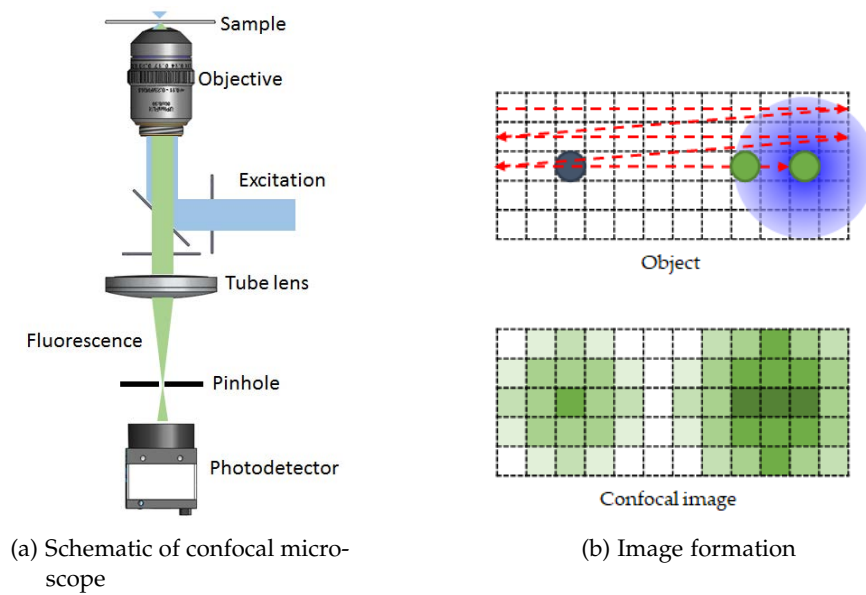 Sample
Objective
Excitation
Tube lens
Fluorescence
Pinhole
Photodetector
(a) Schematic of confocal micro-
scope
Object
Confocal image
(b) Image formation